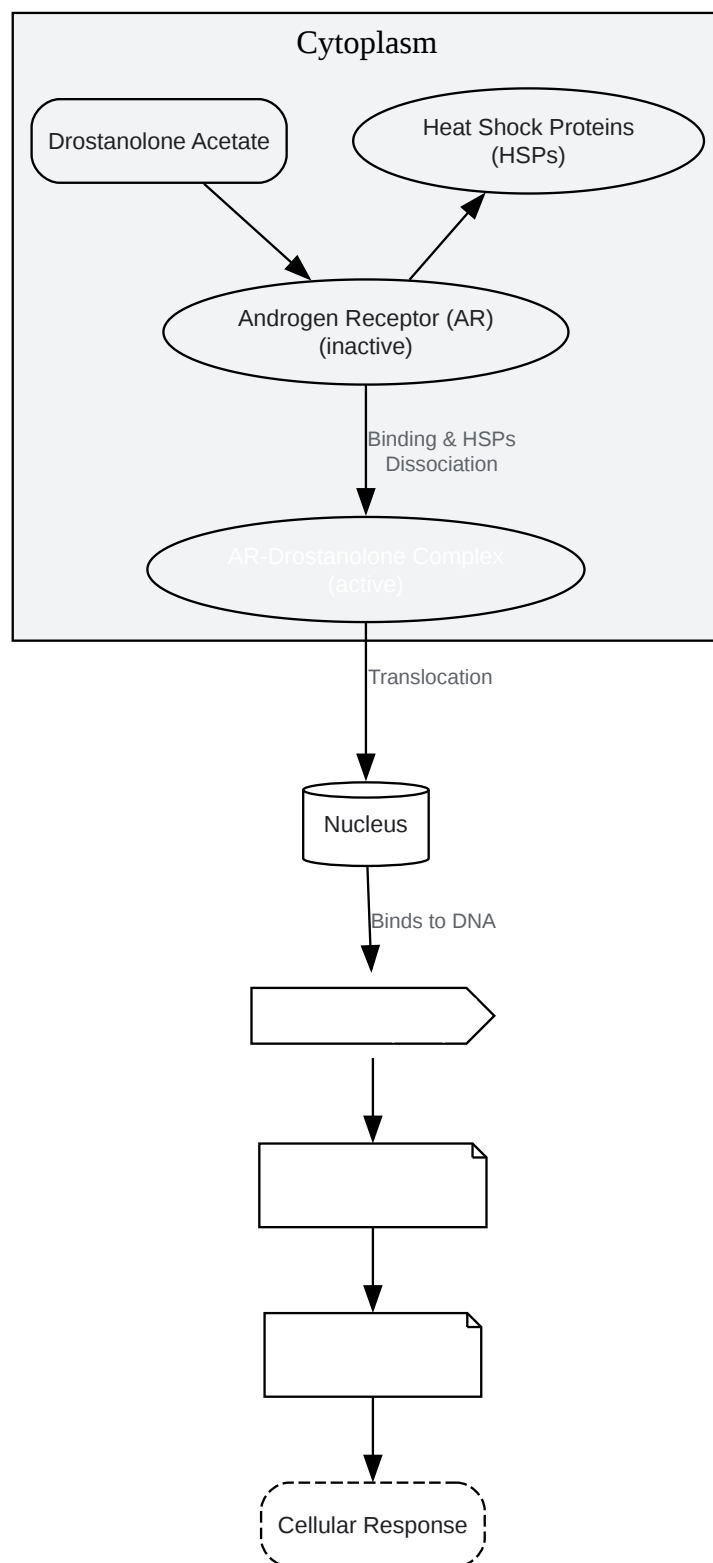 Cytoplasm
Drostanolone Acetate
Heat Shock Proteins
(HSPs)
Androgen Receptor (AR)
(inactive)
Binding & HSPs
Dissociation
AR-Drostanolone Complex
(active)
Translocation
Nucleus
Binds to DNA
Cellular Response